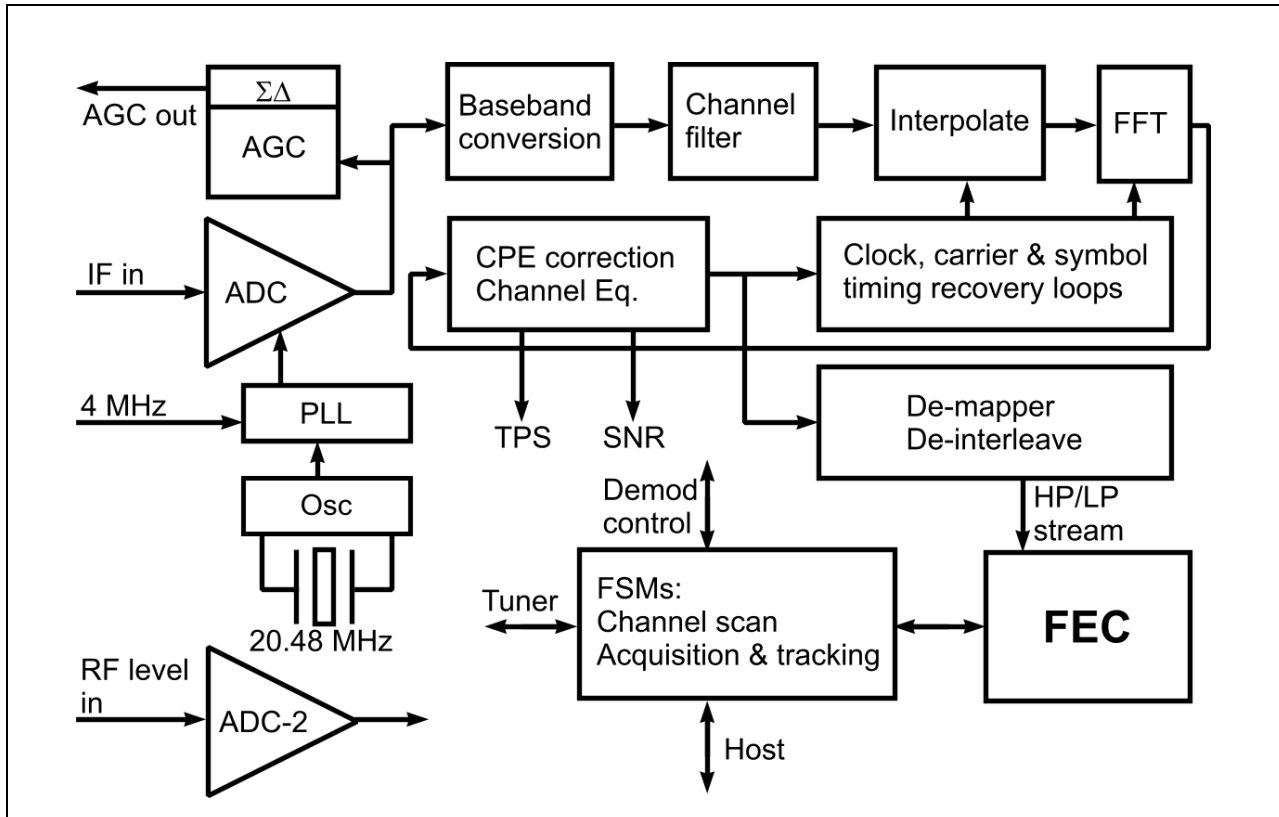 ΣΔ
AGC out
AGC
Baseband
conversion
Channel
filter
Interpolate
FFT
IF in
ADC
CPE correction
Channel Eq.
Clock, carrier & symbol
timing recovery loops
4 MHz
PLL
TPS
SNR
De-mapper
De-interleave
Osc
20.48 MHz
Demod
control
HP/LP
stream
Tuner
FSMs:
Channel scan
Acquisition & tracking
FEC
RF level
in
ADC-2
Host